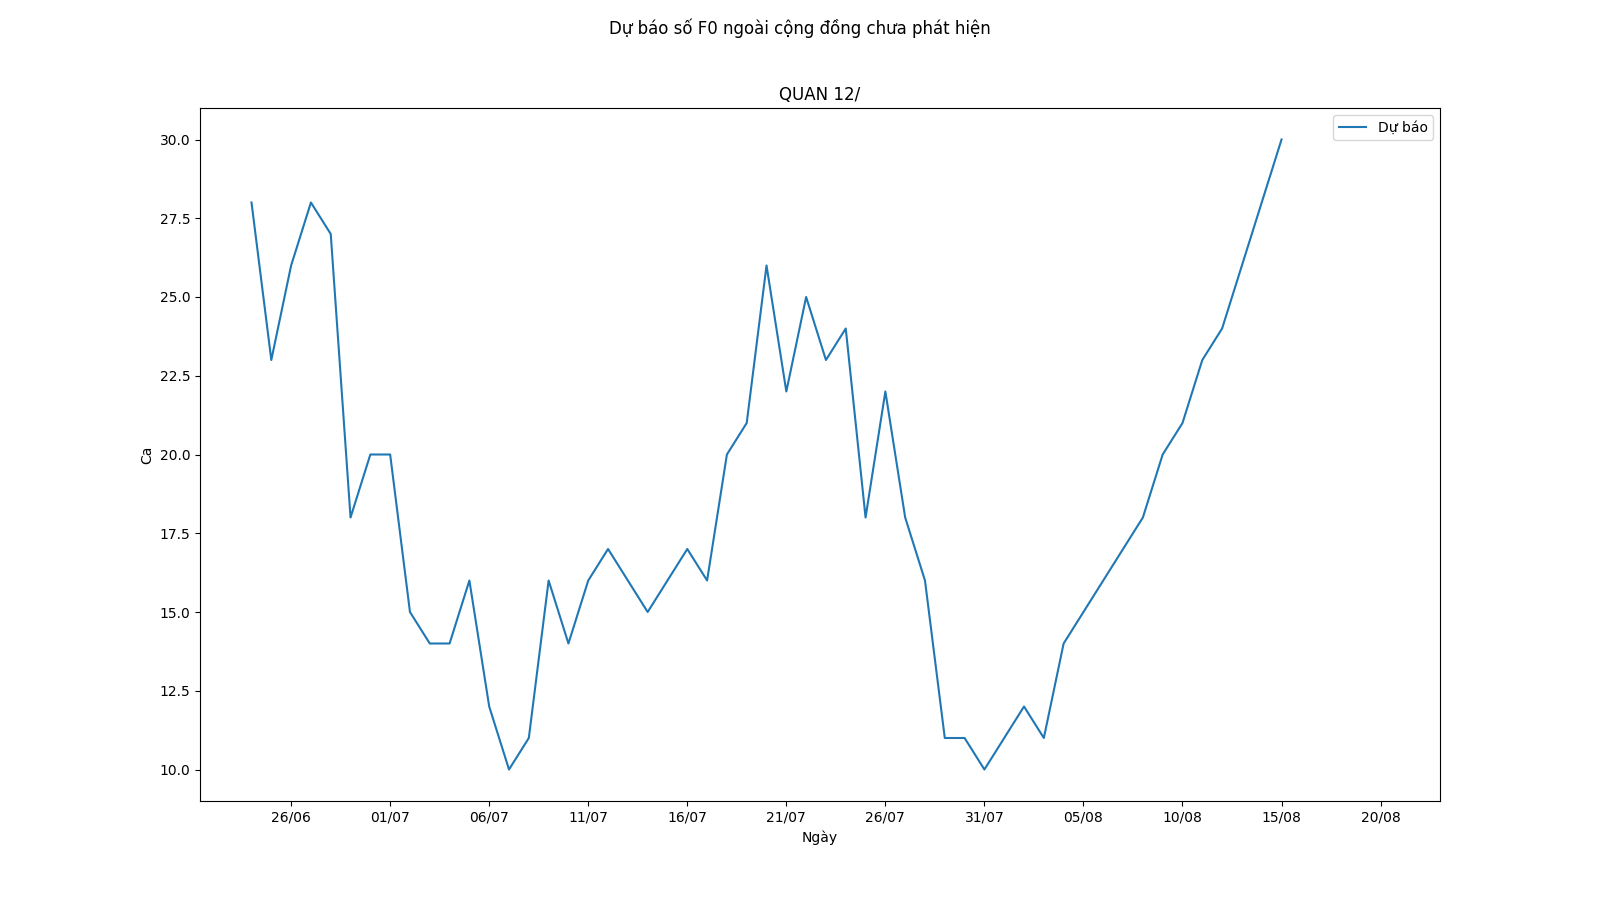 Dự báo số F0 ngoài cộng đồng chưa phát hiện
QUAN 12/
Dự báo
30.0
27.5
25.0
22.5
20.0
17.5
15.0
12.5
10.0
Ca
26/06 01/07 06/07 11/07 16/07 21/07 26/07 31/07 05/08 10/08 15/08 20/08
Ngày